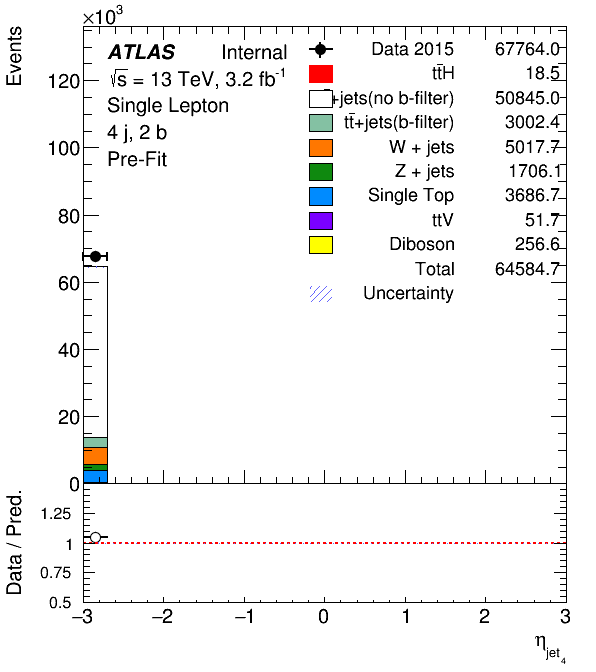 ×10³
Events
ATLAS Internal
√s = 13 TeV, 3.2 fb⁻¹
Single Lepton
4 j, 2 b
Pre-Fit
Data 2015 67764.0
tt̄H 18.5
+jets(no b-filter) 50845.0
tt̄+jets(b-filter) 3002.4
W + jets 5017.7
Z + jets 1706.1
Single Top 3686.7
ttV 51.7
Diboson 256.6
Total 64584.7
Uncertainty
120
100
80
60
40
20
0
Data / Pred.
1.25
1
0.75
0.5
−3 −2 −1 0 1 2 3
η jet 4